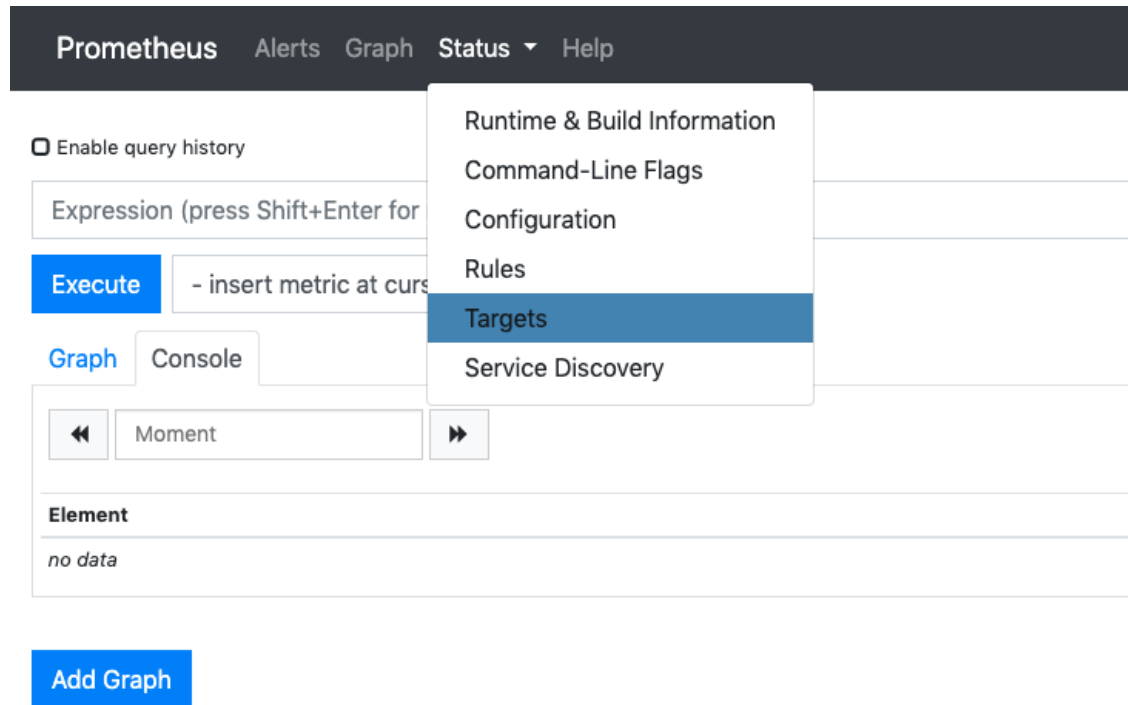 Prometheus Alerts Graph Status Help
Runtime & Build Information
Command-Line Flags
Configuration
Rules
Targets
Service Discovery
Enable query history
Expression (press Shift+Enter for
Execute
- insert metric at curs
Graph Console
Moment
Element
no data
Add Graph